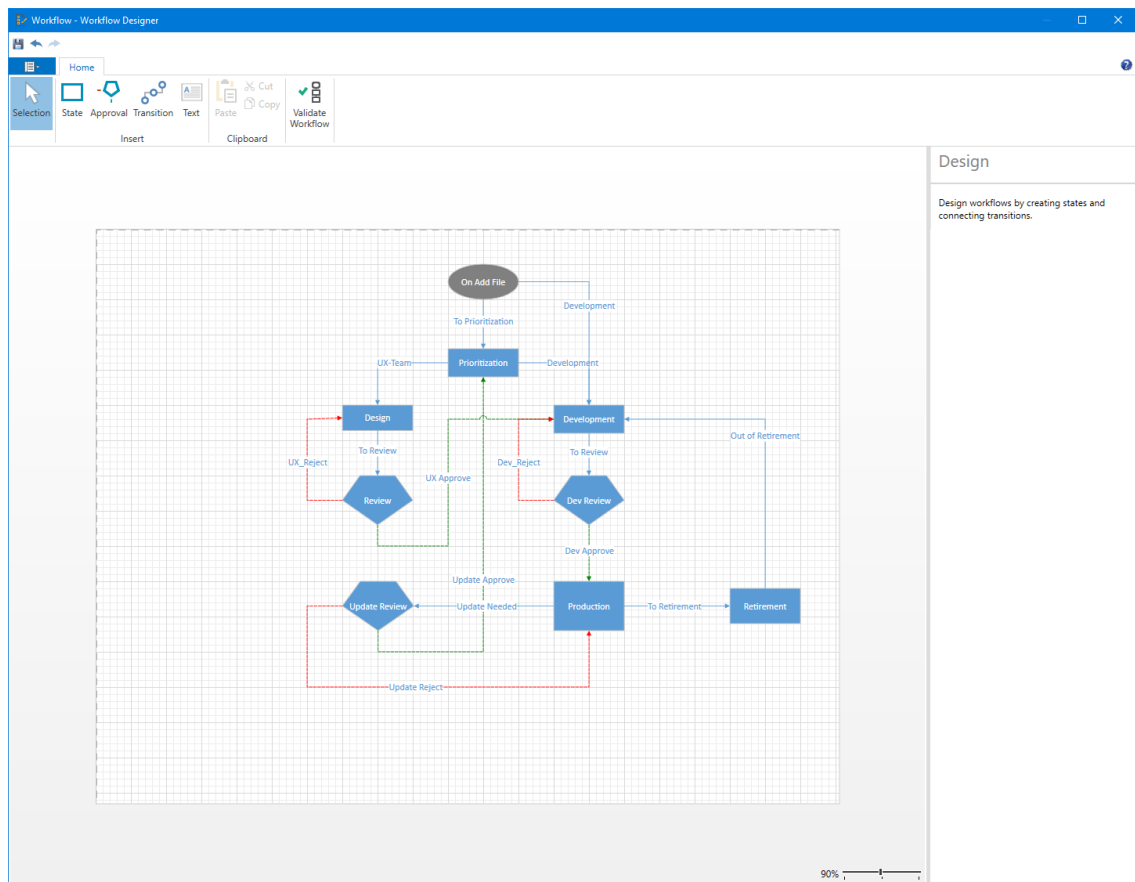 Workflow - Workflow Designer
Home
Selection
State
Approval
Transition
Text
Insert
Paste
Cut
Copy
Clipboard
Validate
Workflow
Design
Design workflows by creating states and
connecting transitions.
On Add File
Development
To Prioritization
UX-Team
Prioritization
Development
Design
Development
Out of Retirement
To Review
To Review
UX_Reject
Dev_Reject
UX Approve
Review
Dev Review
Dev Approve
Update Approve
Update Review
Update Needed
Production
To Retirement
Retirement
Update Reject
90%